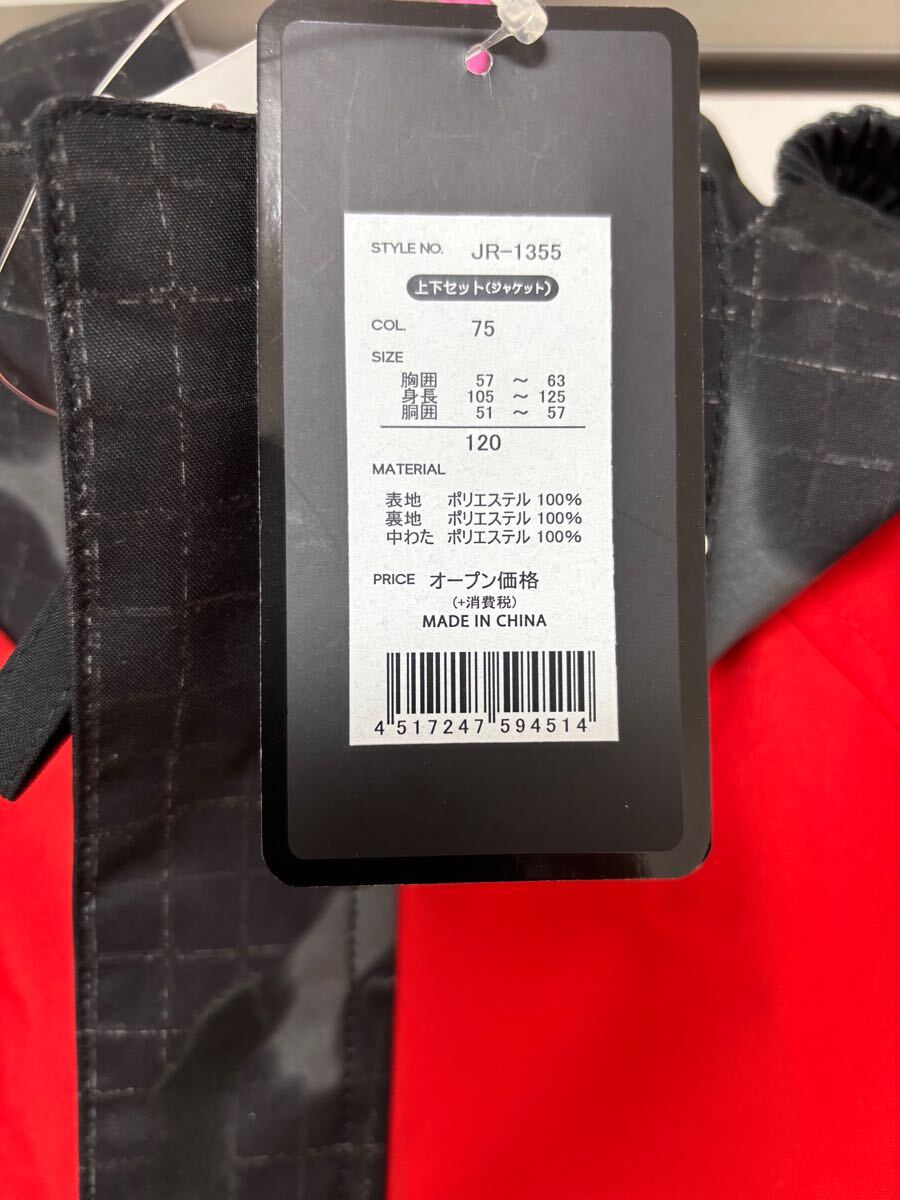 STYLE NO. JR-1355
上下セット(ジャケット)
COL. 75
SIZE
胸囲 57 ~ 63
身長 105 ~ 125
胴囲 51 ~ 57
120
MATERIAL
表地 ポリエステル 100%
裏地 ポリエステル 100%
中わた ポリエステル 100%
PRICE オープン価格
(+消費税)
MADE IN CHINA
4 517247 594514